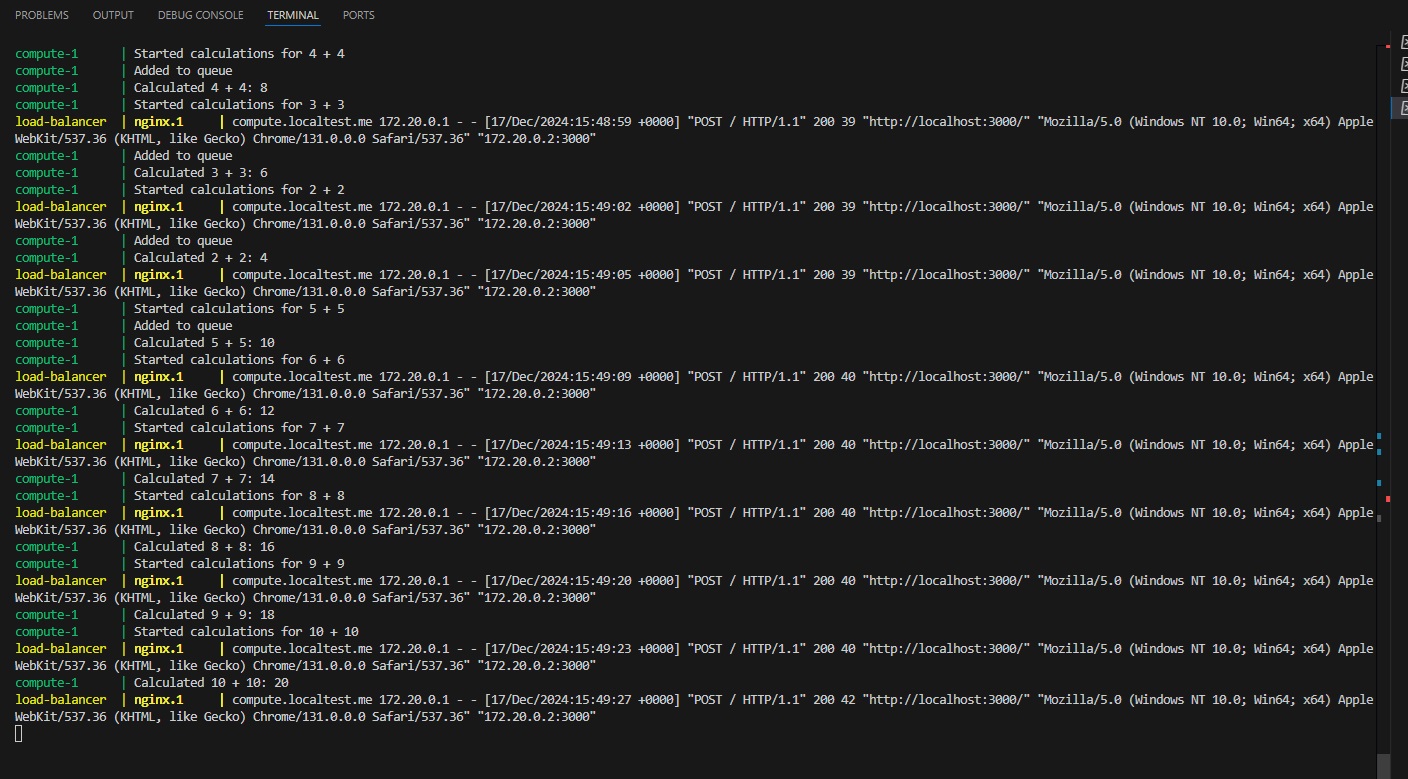 PROBLEMS OUTPUT DEBUG CONSOLE TERMINAL PORTS
compute-1 | Started calculations for 4 + 4
compute-1 | Added to queue
compute-1 | Calculated 4 + 4: 8
compute-1 | Started calculations for 3 + 3
load-balancer | nginx.1 | compute.localtest.me 172.20.0.1 - - [17/Dec/2024:15:48:59 +0000] "POST / HTTP/1.1" 200 39 "http://localhost:3000/" "Mozilla/5.0 (Windows NT 10.0; Win64; x64) Apple
WebKit/537.36 (KHTML, like Gecko) Chrome/131.0.0.0 Safari/537.36" "172.20.0.2:3000"
compute-1 | Added to queue
compute-1 | Calculated 3 + 3: 6
compute-1 | Started calculations for 2 + 2
load-balancer | nginx.1 | compute.localtest.me 172.20.0.1 - - [17/Dec/2024:15:49:02 +0000] "POST / HTTP/1.1" 200 39 "http://localhost:3000/" "Mozilla/5.0 (Windows NT 10.0; Win64; x64) Apple
WebKit/537.36 (KHTML, like Gecko) Chrome/131.0.0.0 Safari/537.36" "172.20.0.2:3000"
compute-1 | Added to queue
compute-1 | Calculated 2 + 2: 4
load-balancer | nginx.1 | compute.localtest.me 172.20.0.1 - - [17/Dec/2024:15:49:05 +0000] "POST / HTTP/1.1" 200 39 "http://localhost:3000/" "Mozilla/5.0 (Windows NT 10.0; Win64; x64) Apple
WebKit/537.36 (KHTML, like Gecko) Chrome/131.0.0.0 Safari/537.36" "172.20.0.2:3000"
compute-1 | Started calculations for 5 + 5
compute-1 | Added to queue
compute-1 | Calculated 5 + 5: 10
compute-1 | Started calculations for 6 + 6
load-balancer | nginx.1 | compute.localtest.me 172.20.0.1 - - [17/Dec/2024:15:49:09 +0000] "POST / HTTP/1.1" 200 40 "http://localhost:3000/" "Mozilla/5.0 (Windows NT 10.0; Win64; x64) Apple
WebKit/537.36 (KHTML, like Gecko) Chrome/131.0.0.0 Safari/537.36" "172.20.0.2:3000"
compute-1 | Calculated 6 + 6: 12
compute-1 | Started calculations for 7 + 7
load-balancer | nginx.1 | compute.localtest.me 172.20.0.1 - - [17/Dec/2024:15:49:13 +0000] "POST / HTTP/1.1" 200 40 "http://localhost:3000/" "Mozilla/5.0 (Windows NT 10.0; Win64; x64) Apple
WebKit/537.36 (KHTML, like Gecko) Chrome/131.0.0.0 Safari/537.36" "172.20.0.2:3000"
compute-1 | Calculated 7 + 7: 14
compute-1 | Started calculations for 8 + 8
load-balancer | nginx.1 | compute.localtest.me 172.20.0.1 - - [17/Dec/2024:15:49:16 +0000] "POST / HTTP/1.1" 200 40 "http://localhost:3000/" "Mozilla/5.0 (Windows NT 10.0; Win64; x64) Apple
WebKit/537.36 (KHTML, like Gecko) Chrome/131.0.0.0 Safari/537.36" "172.20.0.2:3000"
compute-1 | Calculated 8 + 8: 16
compute-1 | Started calculations for 9 + 9
load-balancer | nginx.1 | compute.localtest.me 172.20.0.1 - - [17/Dec/2024:15:49:20 +0000] "POST / HTTP/1.1" 200 40 "http://localhost:3000/" "Mozilla/5.0 (Windows NT 10.0; Win64; x64) Apple
WebKit/537.36 (KHTML, like Gecko) Chrome/131.0.0.0 Safari/537.36" "172.20.0.2:3000"
compute-1 | Calculated 9 + 9: 18
compute-1 | Started calculations for 10 + 10
load-balancer | nginx.1 | compute.localtest.me 172.20.0.1 - - [17/Dec/2024:15:49:23 +0000] "POST / HTTP/1.1" 200 40 "http://localhost:3000/" "Mozilla/5.0 (Windows NT 10.0; Win64; x64) Apple
WebKit/537.36 (KHTML, like Gecko) Chrome/131.0.0.0 Safari/537.36" "172.20.0.2:3000"
compute-1 | Calculated 10 + 10: 20
load-balancer | nginx.1 | compute.localtest.me 172.20.0.1 - - [17/Dec/2024:15:49:27 +0000] "POST / HTTP/1.1" 200 42 "http://localhost:3000/" "Mozilla/5.0 (Windows NT 10.0; Win64; x64) Apple
WebKit/537.36 (KHTML, like Gecko) Chrome/131.0.0.0 Safari/537.36" "172.20.0.2:3000"